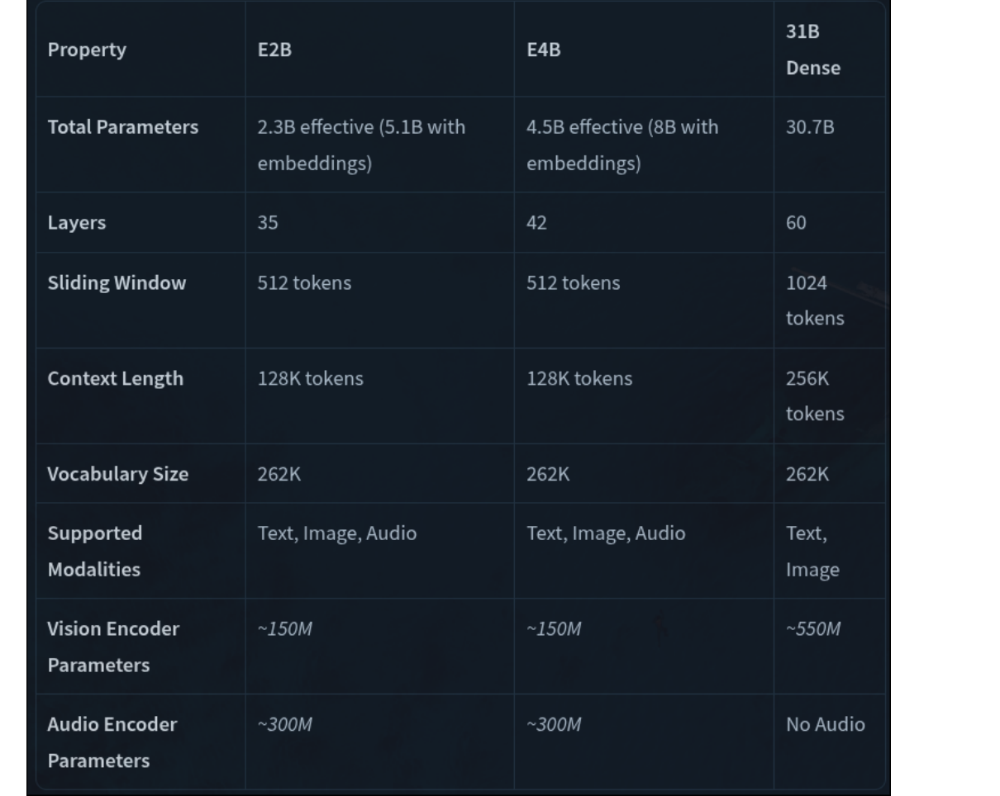 Property E2B E4B 31B
Dense
Total Parameters 2.3B effective (5.1B with 4.5B effective (8B with 30.7B
embeddings) embeddings)
Layers 35 42 60
Sliding Window 512 tokens 512 tokens 1024
tokens
Context Length 128K tokens 128K tokens 256K
tokens
Vocabulary Size 262K 262K 262K
Supported Text, Image, Audio Text, Image, Audio Text,
Modalities Image
Vision Encoder ~150M ~150M ~550M
Parameters
Audio Encoder ~300M ~300M No Audio
Parameters